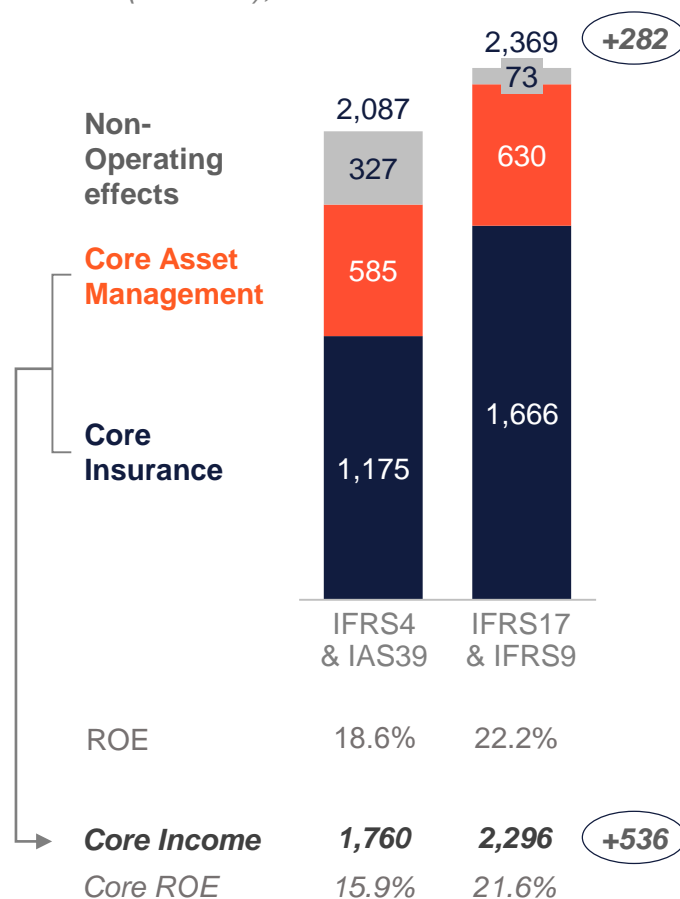 2,369
+282
73
2,087
Non-
Operating
effects
327
630
Core Asset
Management
585
1,666
Core
Insurance
1,175
IFRS4
& IAS39
IFRS17
& IFRS9
ROE 18.6% 22.2%
Core Income 1,760 2,296 +536
Core ROE 15.9% 21.6%